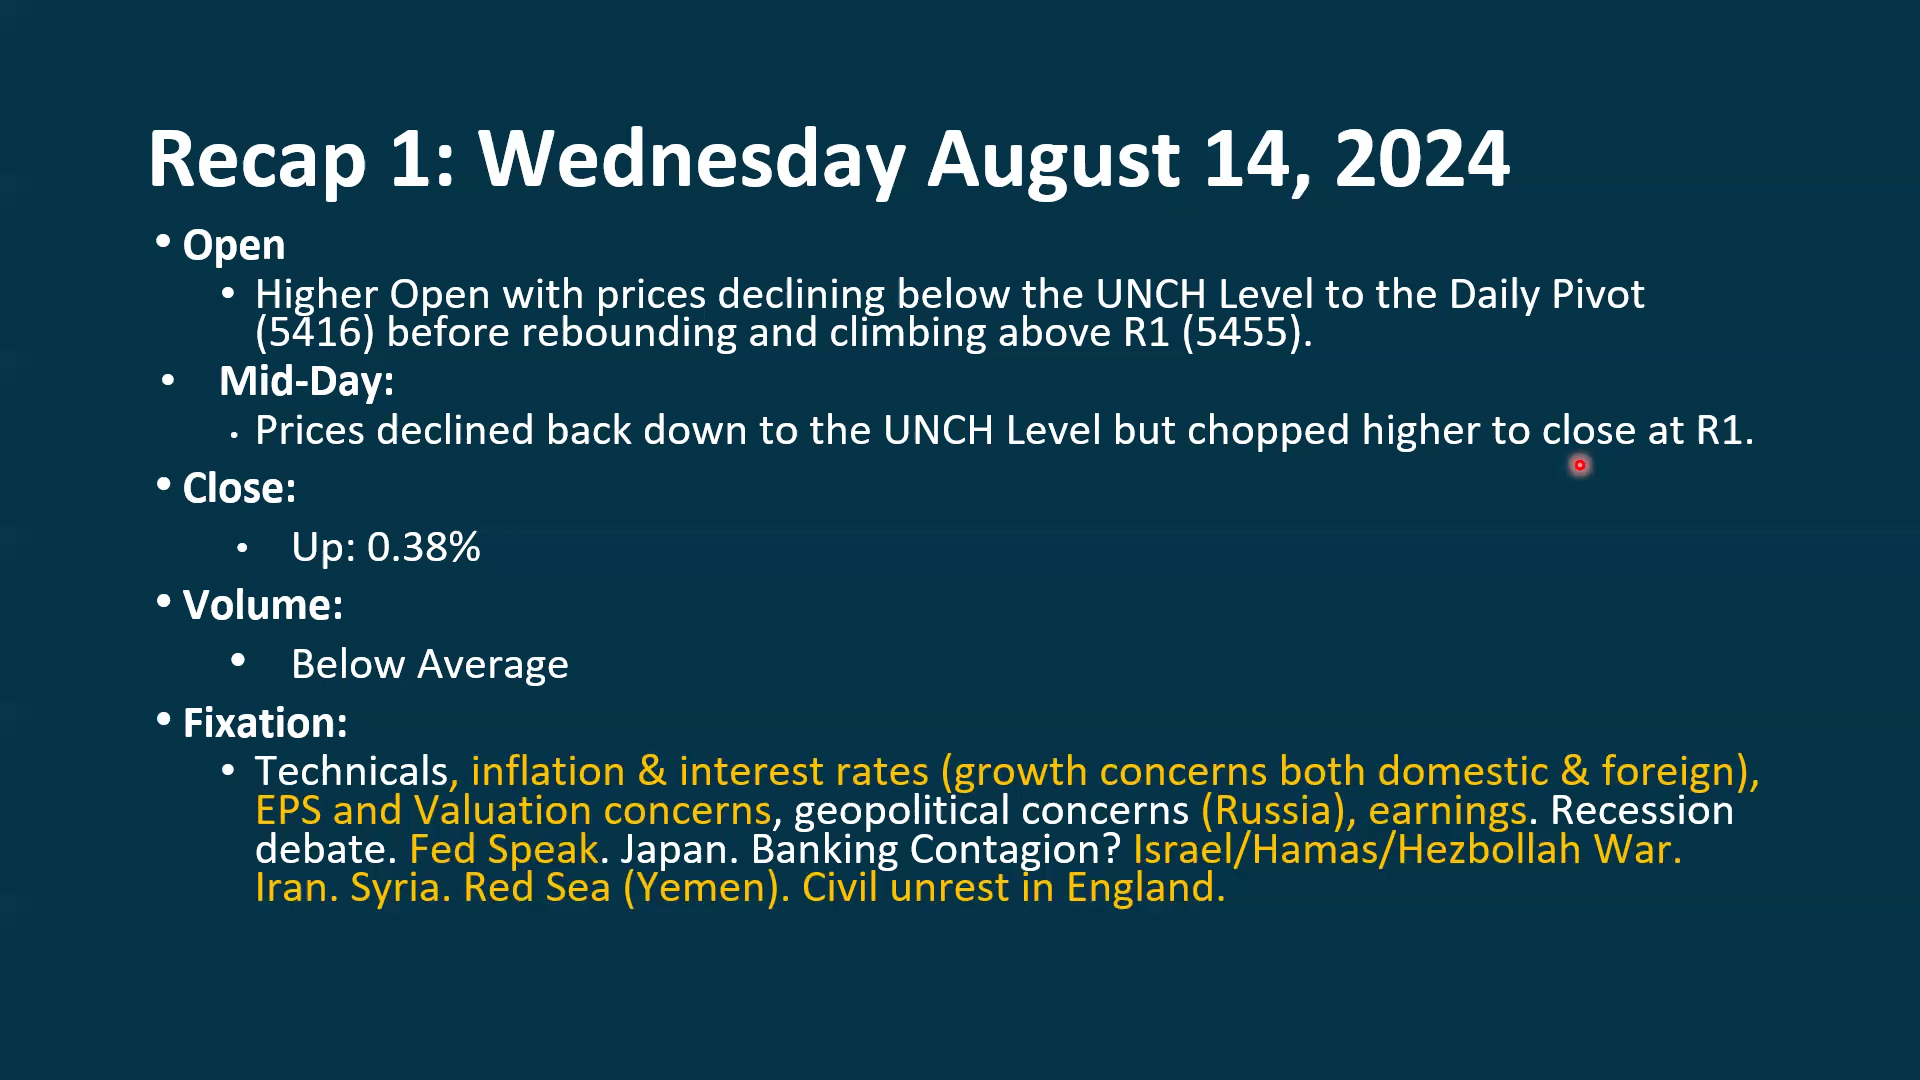 Recap 1: Wednesday August 14, 2024
• Open
• Higher Open with prices declining below the UNCH Level to the Daily Pivot
(5416) before rebounding and climbing above R1 (5455).
• Mid-Day:
• Prices declined back down to the UNCH Level but chopped higher to close at R1.
• Close:
• Up: 0.38%
• Volume:
• Below Average
• Fixation:
• Technicals, inflation & interest rates (growth concerns both domestic & foreign),
EPS and Valuation concerns, geopolitical concerns (Russia), earnings. Recession
debate. Fed Speak. Japan. Banking Contagion? Israel/Hamas/Hezbollah War.
Iran. Syria. Red Sea (Yemen). Civil unrest in England.